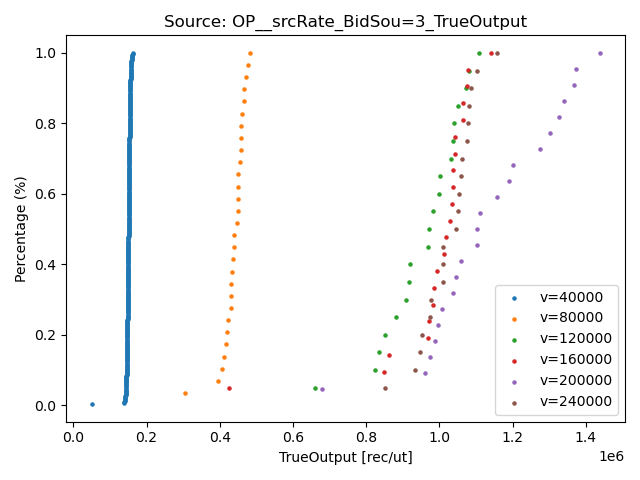 Source: OP__srcRate_BidSou=3_TrueOutput
1.0
0.8
0.6
0.4
0.2
0.0
Percentage (%)
v=40000
v=80000
v=120000
v=160000
v=200000
v=240000
0.0 0.2 0.4 0.6 0.8 1.0 1.2 1.4
1e6
TrueOutput [rec/ut]